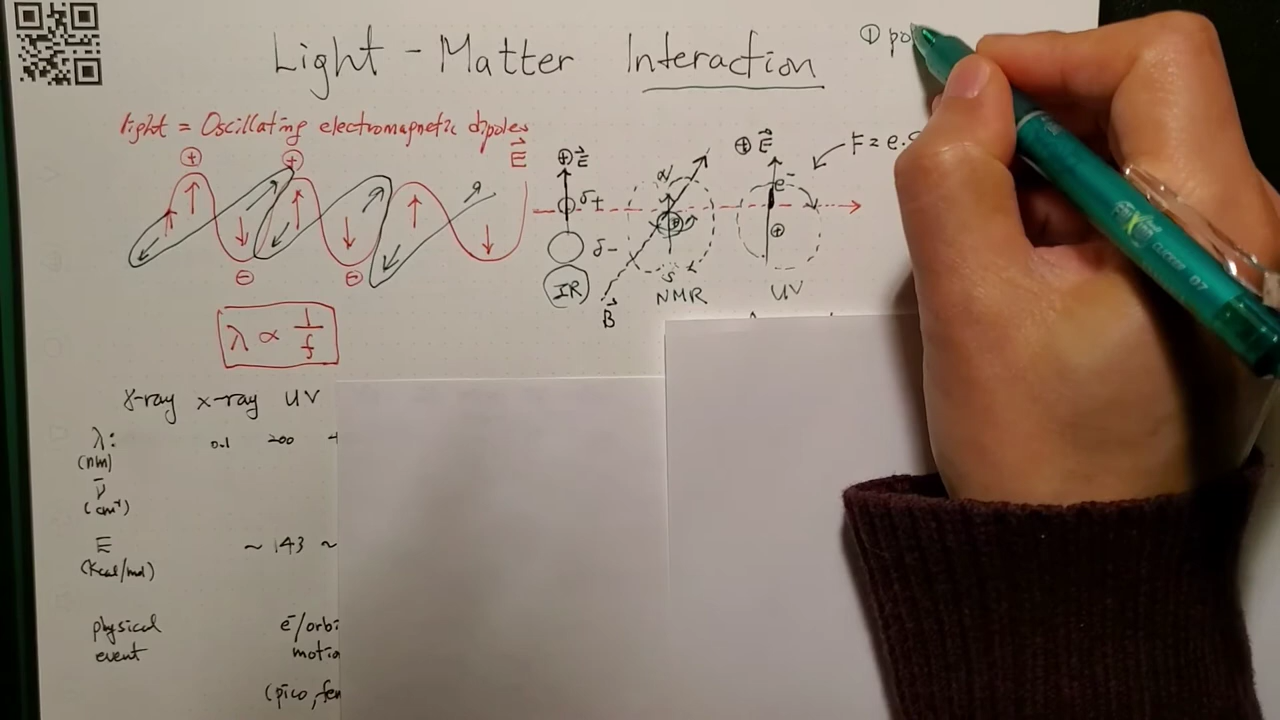 Light - Matter Interaction
① po
light = Oscillating electromagnetic dipoles
⊕ ⊕ E⃗
⊖ ⊖
⊕ E⃗
δ+
δ-
IR
α
S
B⃗
NMR
⊕ E⃗
e⁻
⊕
UV
F = e.
λ ∝ 1/f
γ-ray x-ray UV
λ: 0.1 200
(nm)
ν̄
(cm⁻¹)
E ~ 143 ~
(Kcal/mol)
physical e⁻/orbi
event motio
(pico, fem